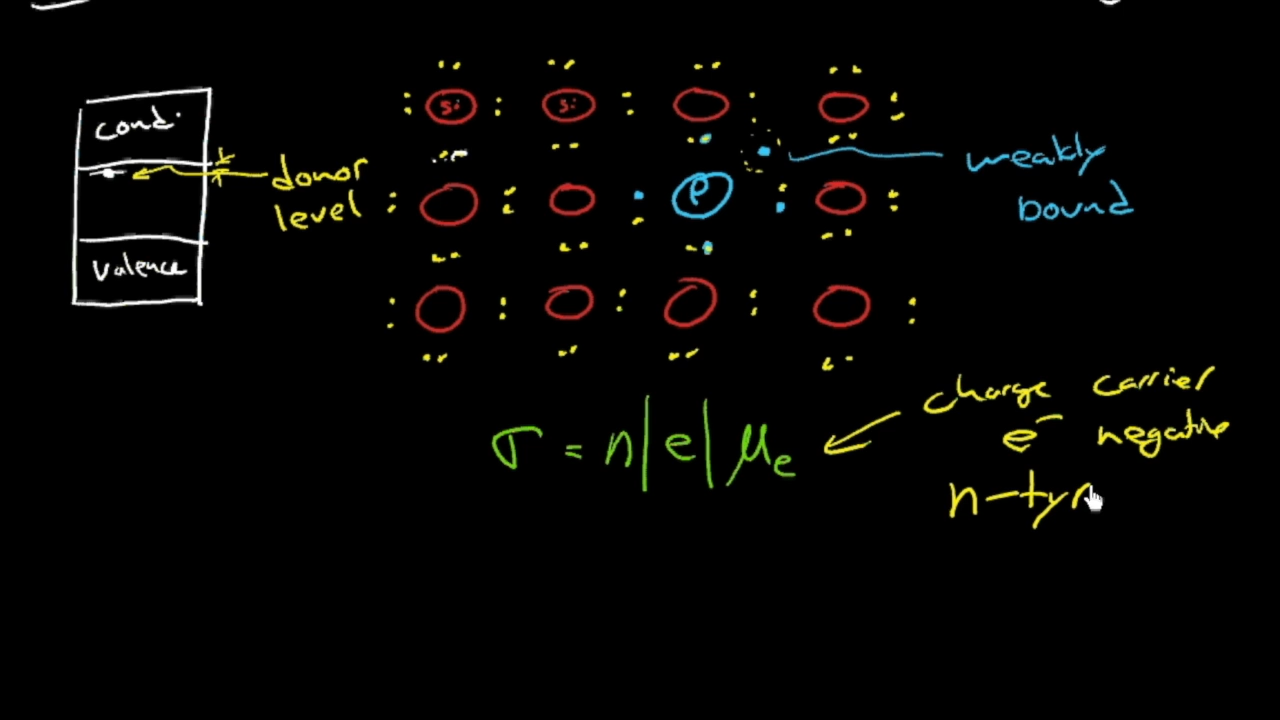 cond.
Si
Si
donor
level
P
weakly
bound
valence
charge carrier
σ = n|e|μe
e⁻ negative
n-typ